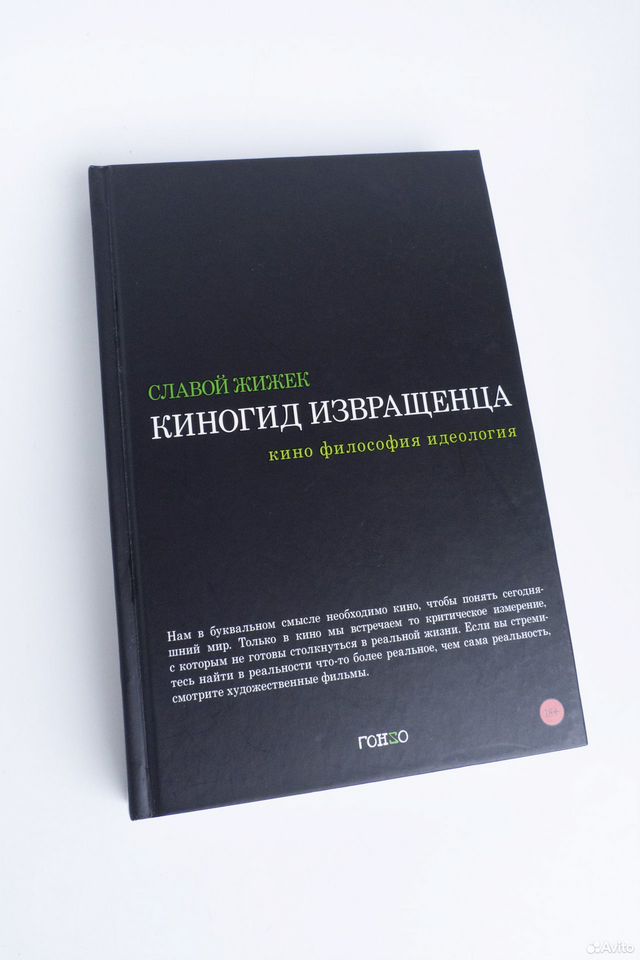 СЛАВОЙ ЖИЖЕК
КИНОГИД ИЗВРАЩЕНЦА
кино философия идеология
Нам в буквальном смысле необходимо кино, чтобы понять сегодня-
шний мир. Только в кино мы встречаем то критическое измерение,
с которым не готовы столкнуться в реальной жизни. Если вы стреми-
тесь найти в реальности что-то более реальное, чем сама реальность,
смотрите художественные фильмы.
18+
ГОНZО
Avito